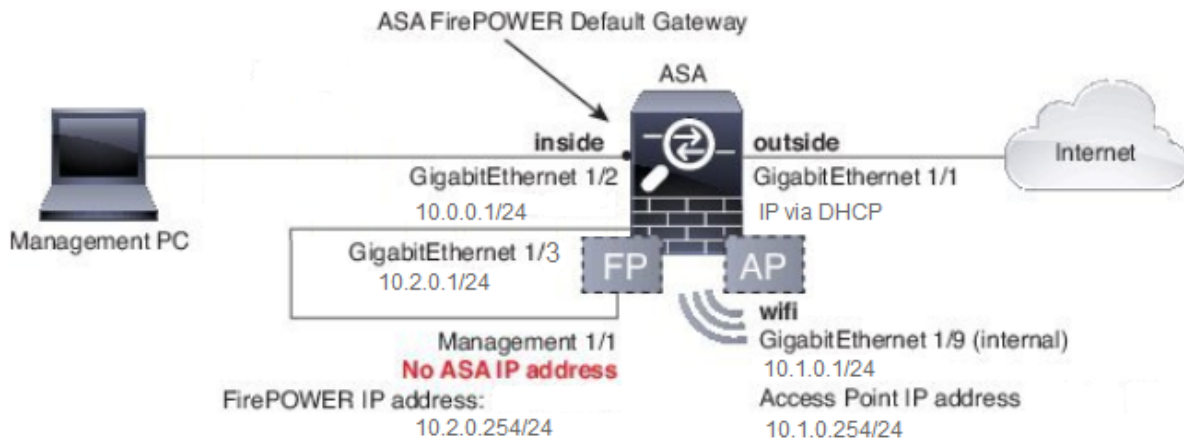 ASA FirePOWER Default Gateway
ASA
inside
outside
GigabitEthernet 1/2
GigabitEthernet 1/1
Internet
10.0.0.1/24
IP via DHCP
Management PC
GigabitEthernet 1/3
10.2.0.1/24
FP
AP
wifi
Management 1/1
GigabitEthernet 1/9 (internal)
No ASA IP address
10.1.0.1/24
FirePOWER IP address:
Access Point IP address
10.2.0.254/24
10.1.0.254/24